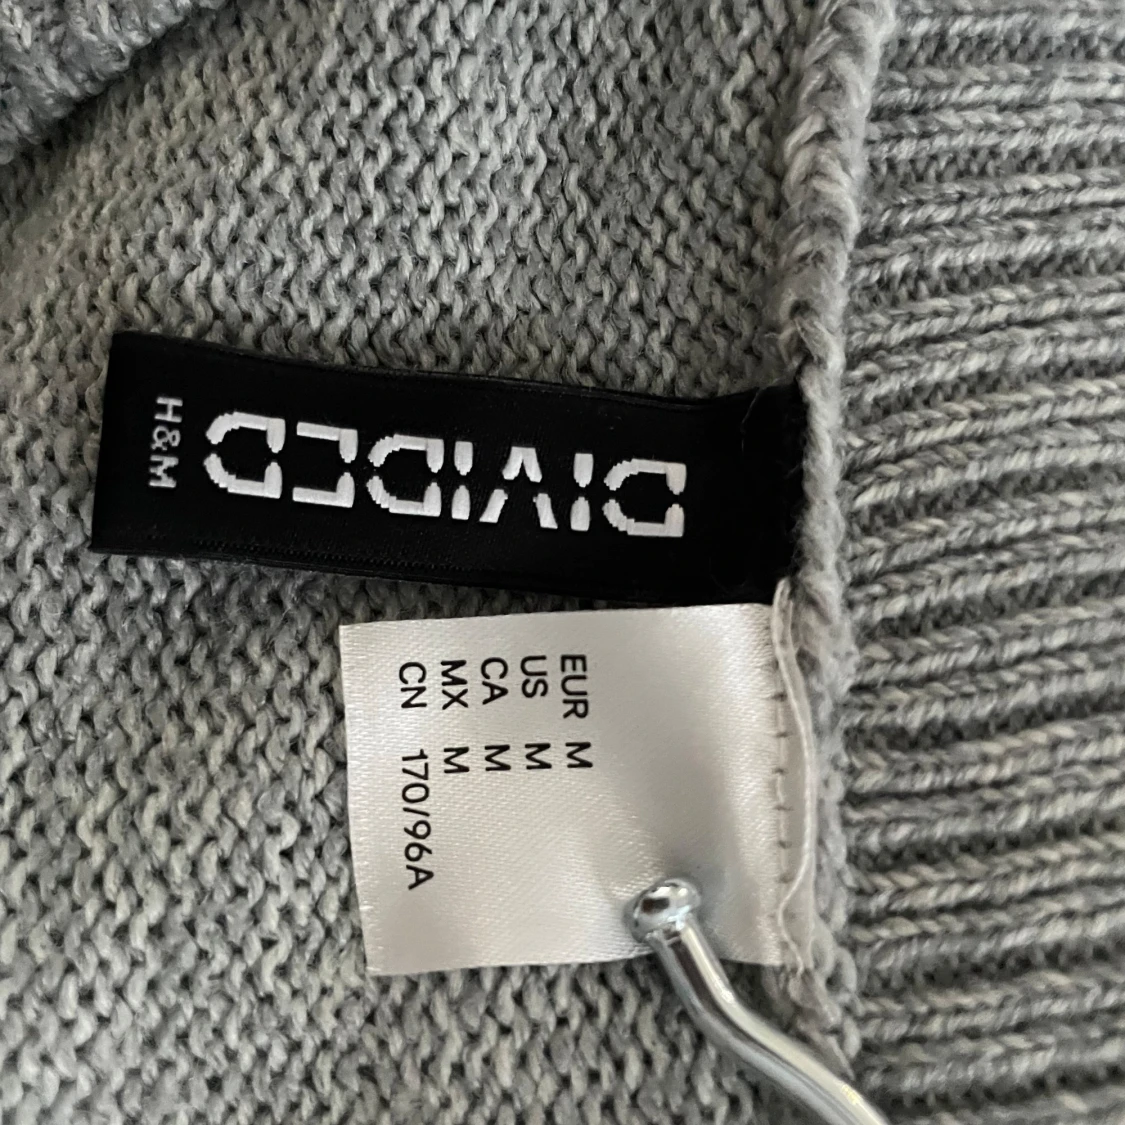 DIVIDED
H&M
EUR M
US M
CA M
MX M
CN 170/96A